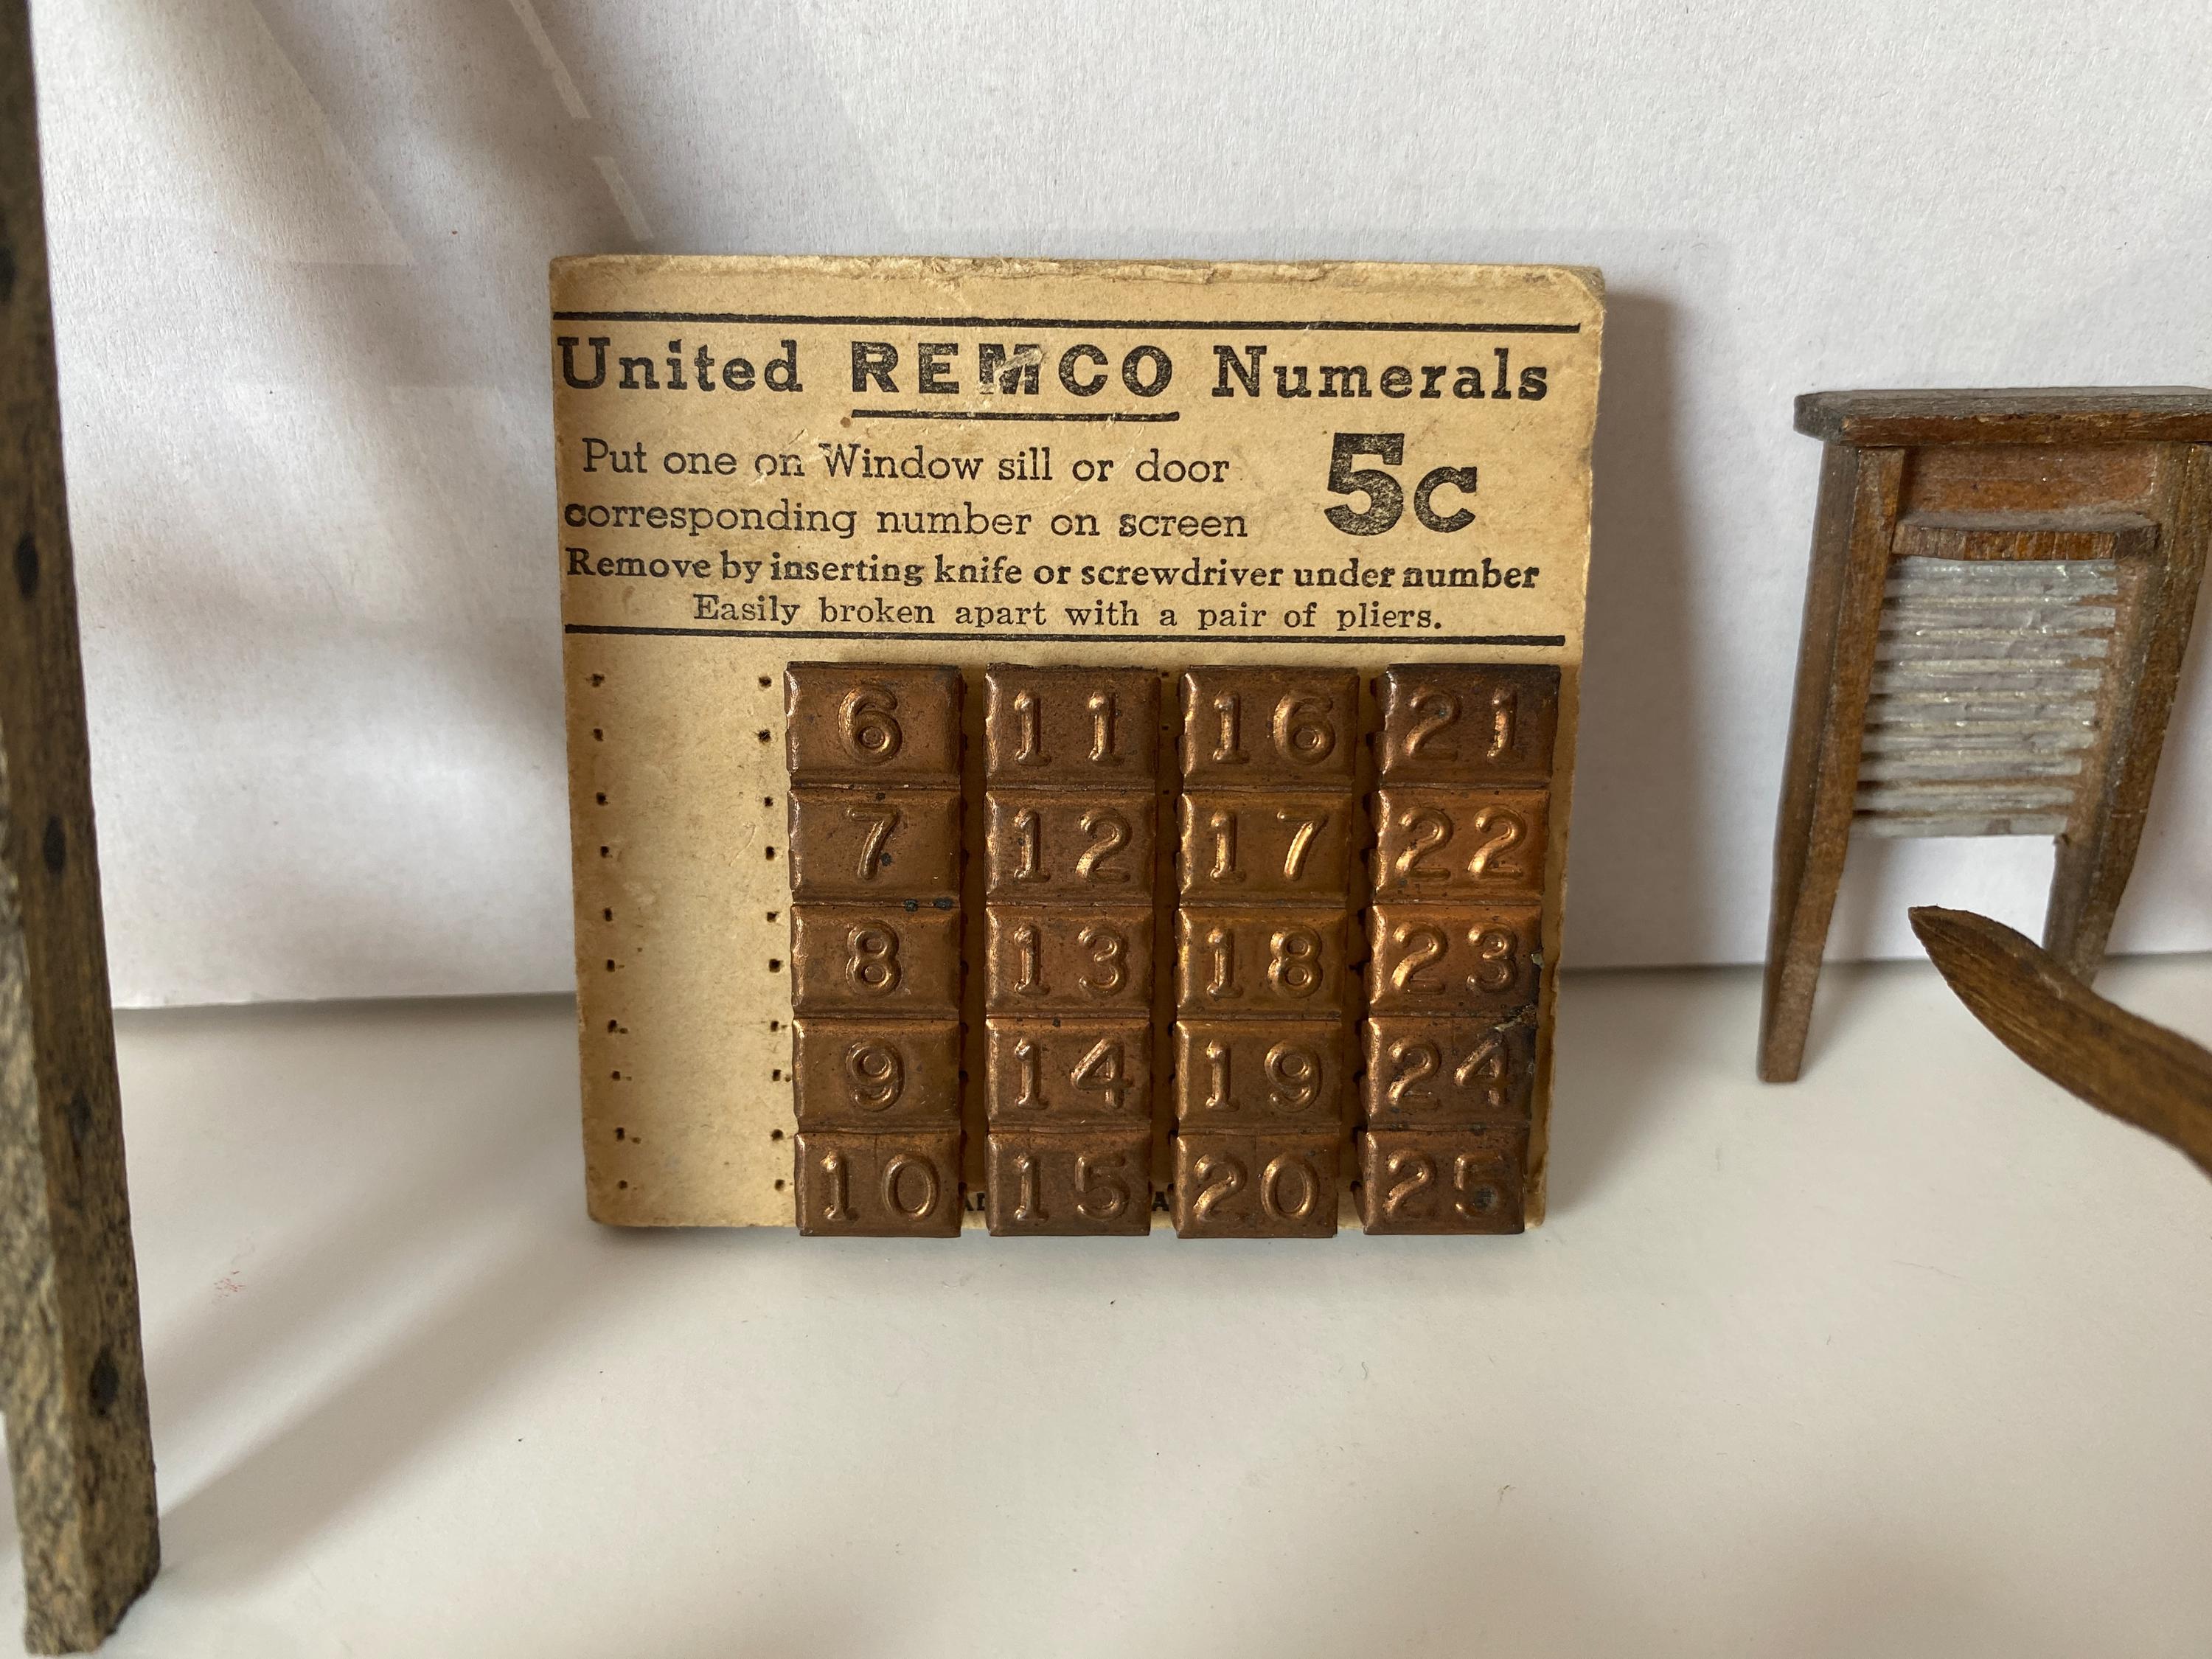 United REMCO Numerals
Put one on Window sill or door
corresponding number on screen
5c
Remove by inserting knife or screwdriver under number
Easily broken apart with a pair of pliers.
6 11 16 21
7 12 17 22
8 13 18 23
9 14 19 24
10 15 20 25